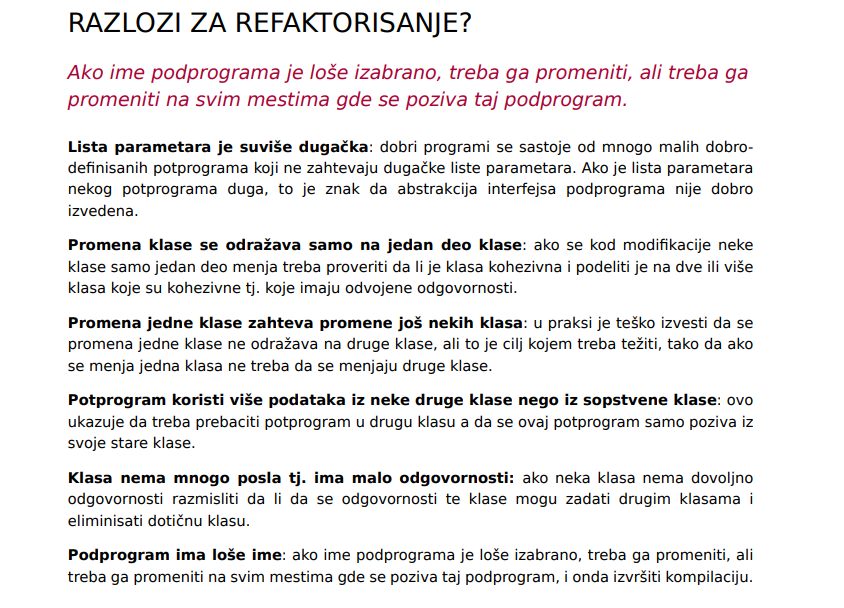 RAZLOZI ZA REFAKTORISANJE?
Ako ime podprograma je loše izabrano, treba ga promeniti, ali treba ga
promeniti na svim mestima gde se poziva taj podprogram.
Lista parametara je suviše dugačka: dobri programi se sastoje od mnogo malih dobro-
definisanih potprograma koji ne zahtevaju dugačke liste parametara. Ako je lista parametara
nekog potprograma duga, to je znak da abstrakcija interfejsa podprograma nije dobro
izvedena.
Promena klase se odražava samo na jedan deo klase: ako se kod modifikacije neke
klase samo jedan deo menja treba proveriti da li je klasa kohezivna i podeliti je na dve ili više
klasa koje su kohezivne tj. koje imaju odvojene odgovornosti.
Promena jedne klase zahteva promene još nekih klasa: u praksi je teško izvesti da se
promena jedne klase ne odražava na druge klase, ali to je cilj kojem treba težiti, tako da ako
se menja jedna klasa ne treba da se menjaju druge klase.
Potprogram koristi više podataka iz neke druge klase nego iz sopstvene klase: ovo
ukazuje da treba prebaciti potprogram u drugu klasu a da se ovaj potprogram samo poziva iz
svoje stare klase.
Klasa nema mnogo posla tj. ima malo odgovornosti: ako neka klasa nema dovoljno
odgovornosti razmisliti da li da se odgovornosti te klase mogu zadati drugim klasama i
eliminisati dotičnu klasu.
Podprogram ima loše ime: ako ime podprograma je loše izabrano, treba ga promeniti, ali
treba ga promeniti na svim mestima gde se poziva taj podprogram, i onda izvršiti kompilaciju.